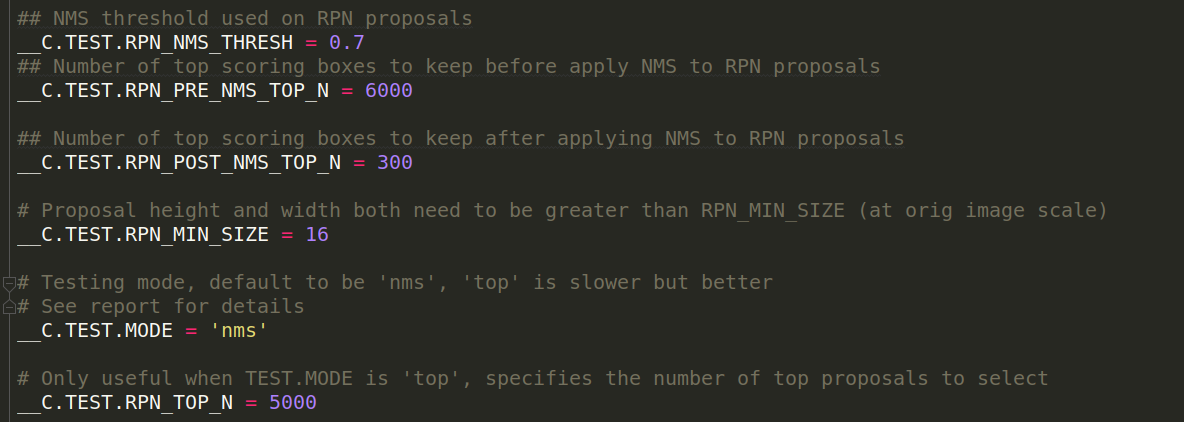 ## NMS threshold used on RPN proposals
__C.TEST.RPN_NMS_THRESH = 0.7
## Number of top scoring boxes to keep before apply NMS to RPN proposals
__C.TEST.RPN_PRE_NMS_TOP_N = 6000
## Number of top scoring boxes to keep after applying NMS to RPN proposals
__C.TEST.RPN_POST_NMS_TOP_N = 300
# Proposal height and width both need to be greater than RPN_MIN_SIZE (at orig image scale)
__C.TEST.RPN_MIN_SIZE = 16
# Testing mode, default to be 'nms', 'top' is slower but better
# See report for details
__C.TEST.MODE = 'nms'
# Only useful when TEST.MODE is 'top', specifies the number of top proposals to select
__C.TEST.RPN_TOP_N = 5000